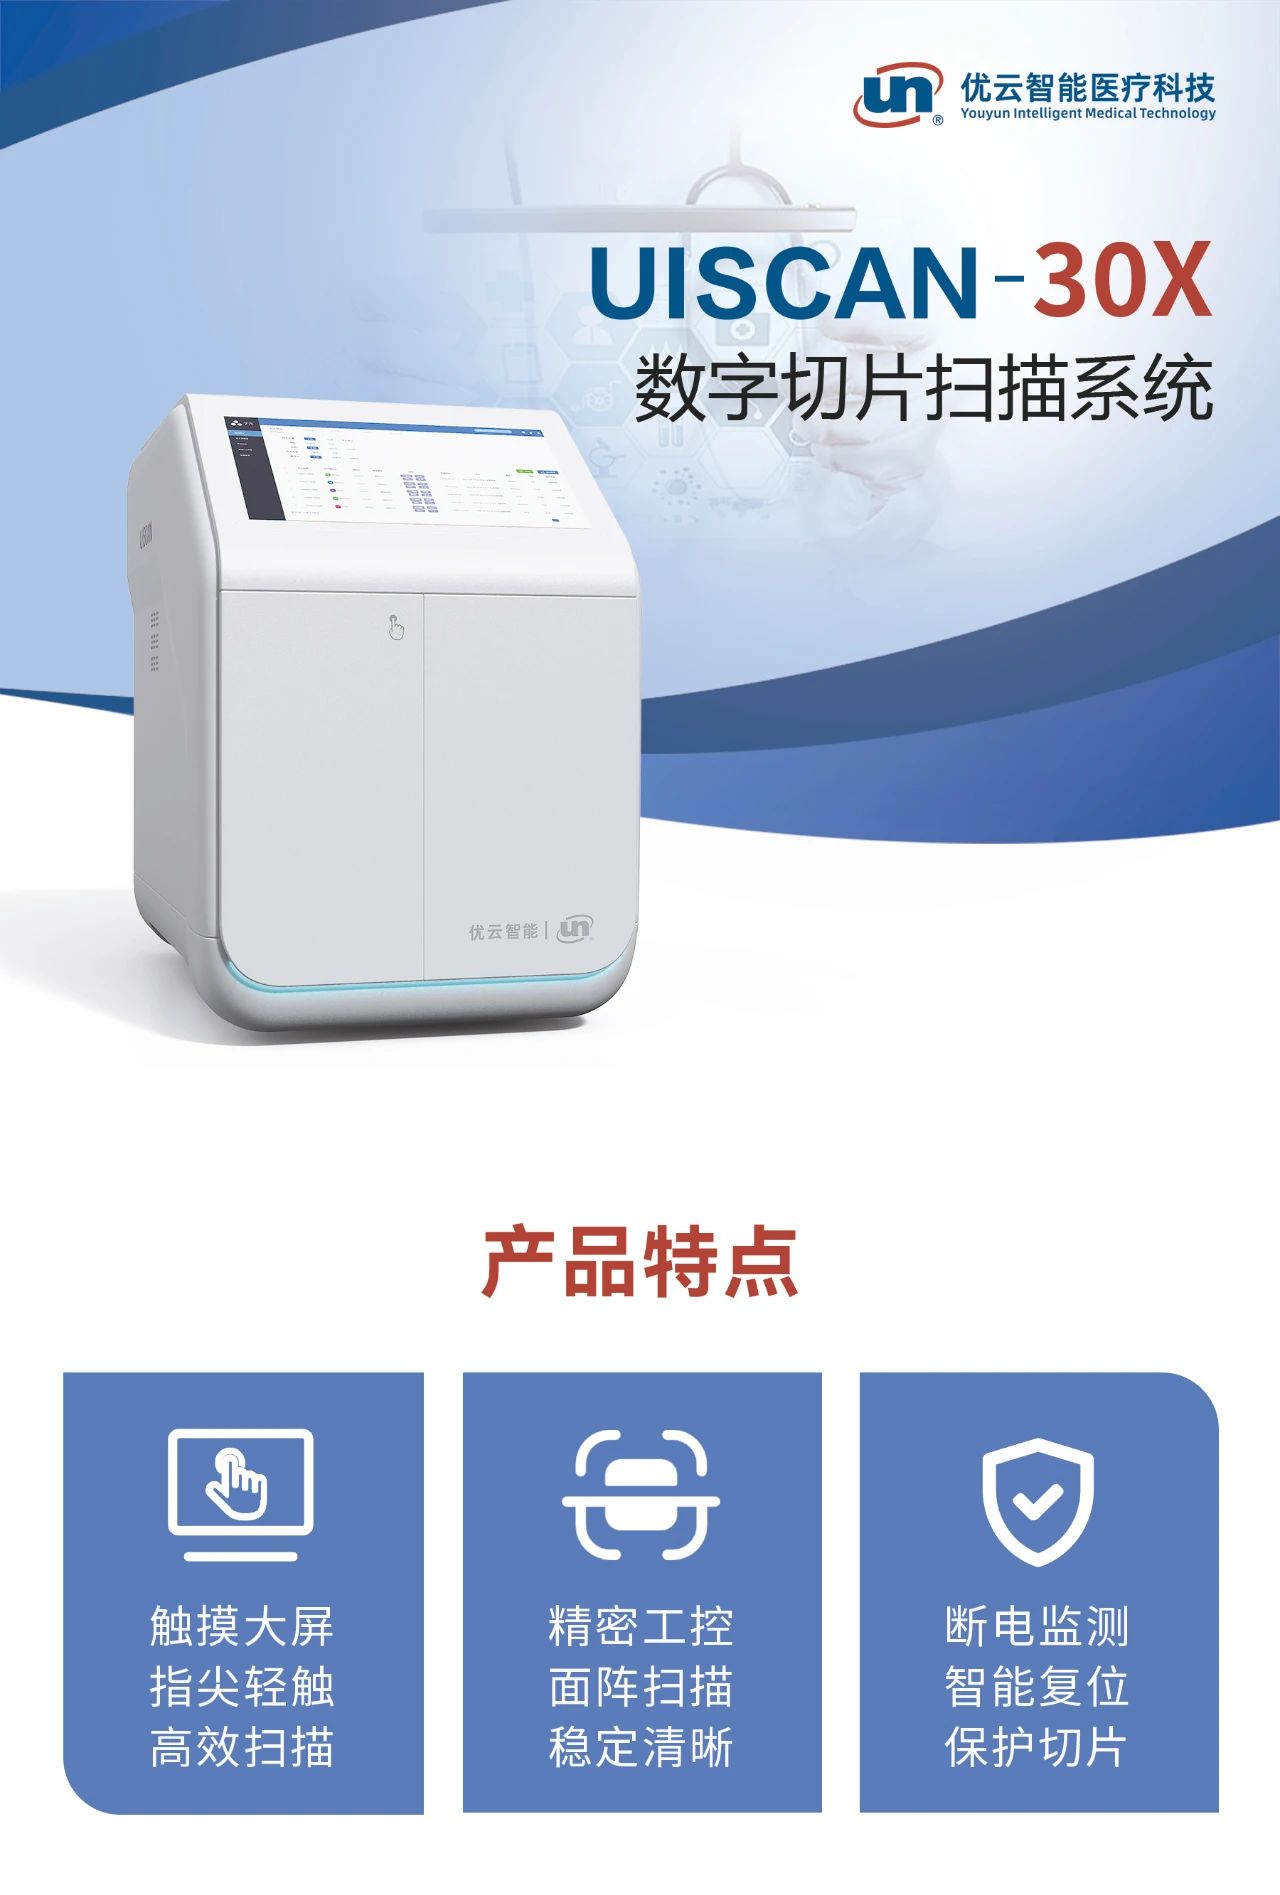 un®
优云智能医疗科技
Youyun Intelligent Medical Technology
UISCAN-30X
数字切片扫描系统
UISCAN
优云智能 | un®
产品特点
触摸大屏
指尖轻触
高效扫描
精密工控
面阵扫描
稳定清晰
断电监测
智能复位
保护切片